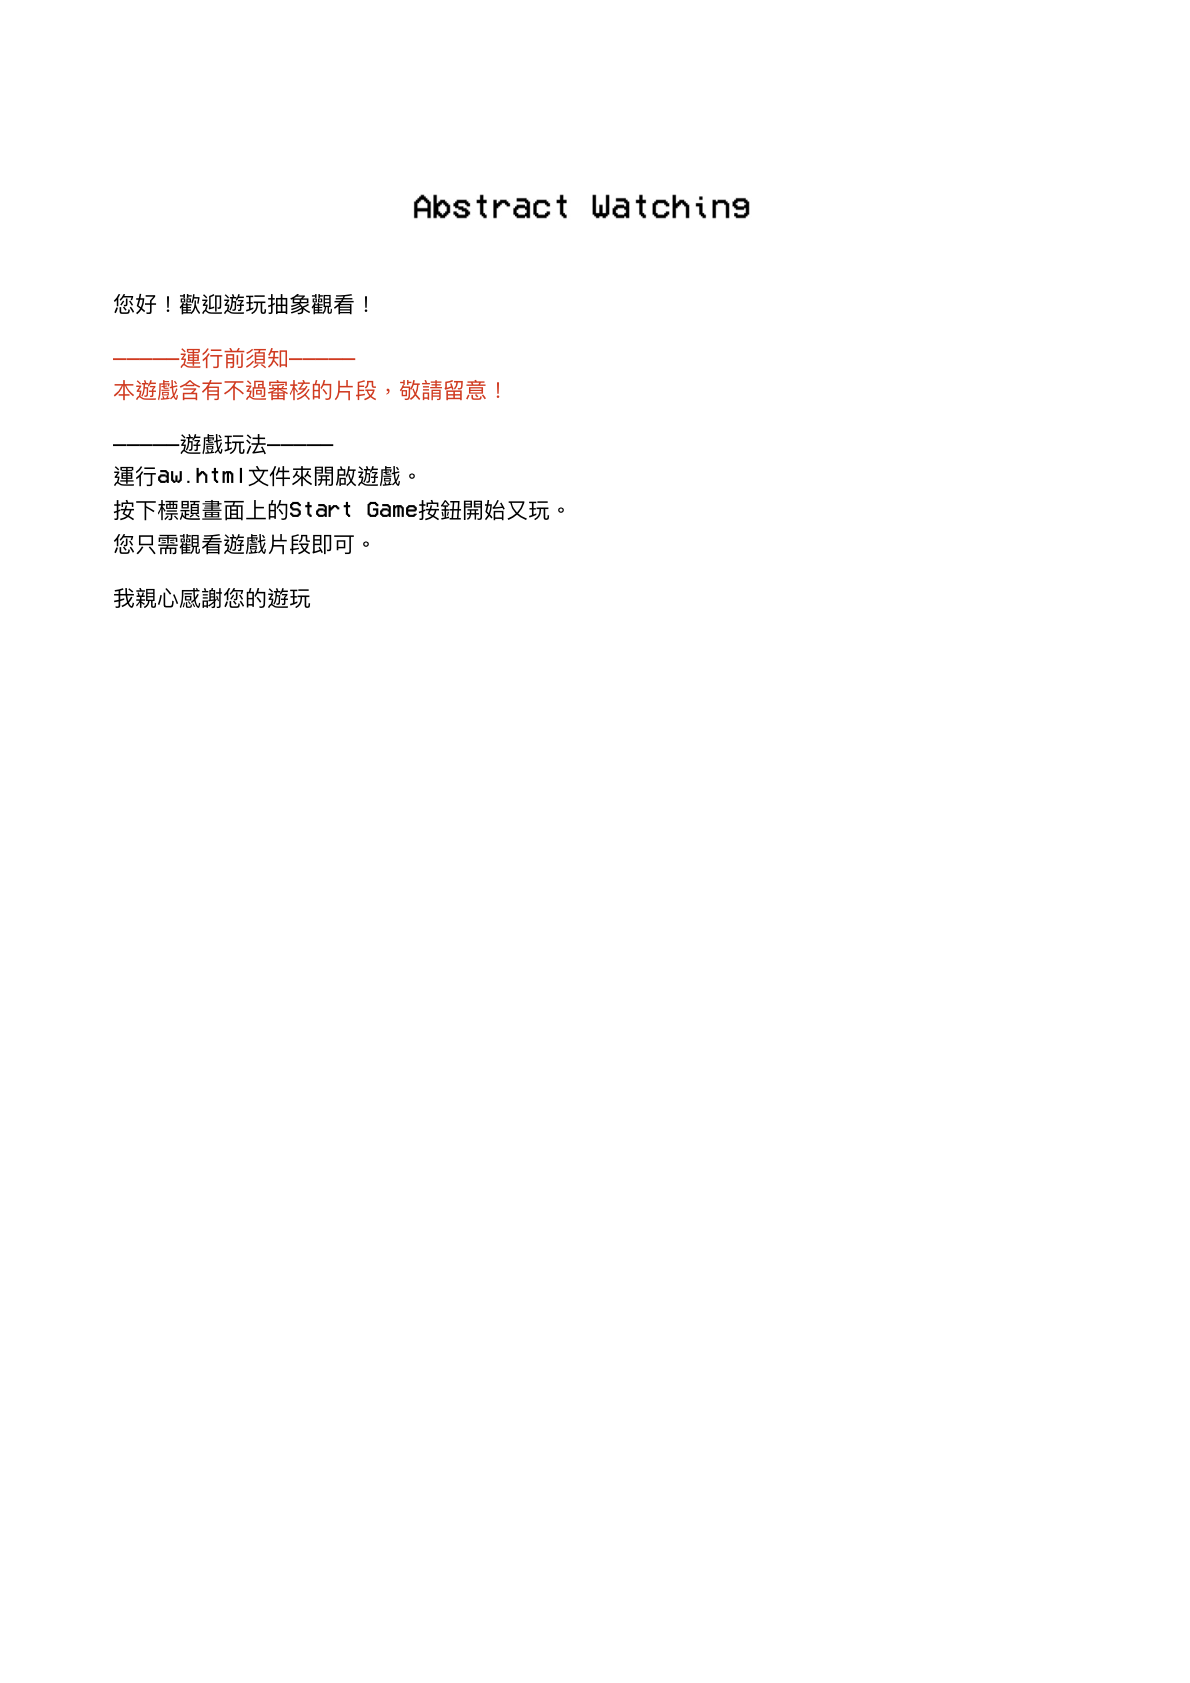 Abstract Watching
您好！歡迎遊玩抽象觀看！
—————運行前須知—————
本遊戲含有不過審核的片段，敬請留意！
—————遊戲玩法—————
運行aw.html文件來開啟遊戲。
按下標題畫面上的Start Game按鈕開始又玩。
您只需觀看遊戲片段即可。
我親心感謝您的遊玩